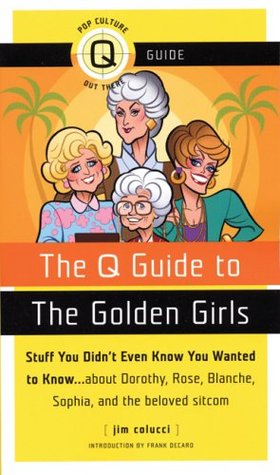 POP CULTURE
Q
OUT THERE
GUIDE
The Q Guide to
The Golden Girls
Stuff You Didn't Even Know You Wanted
to Know...about Dorothy, Rose, Blanche,
Sophia, and the beloved sitcom
[ jim colucci ]
INTRODUCTION BY FRANK DECARO